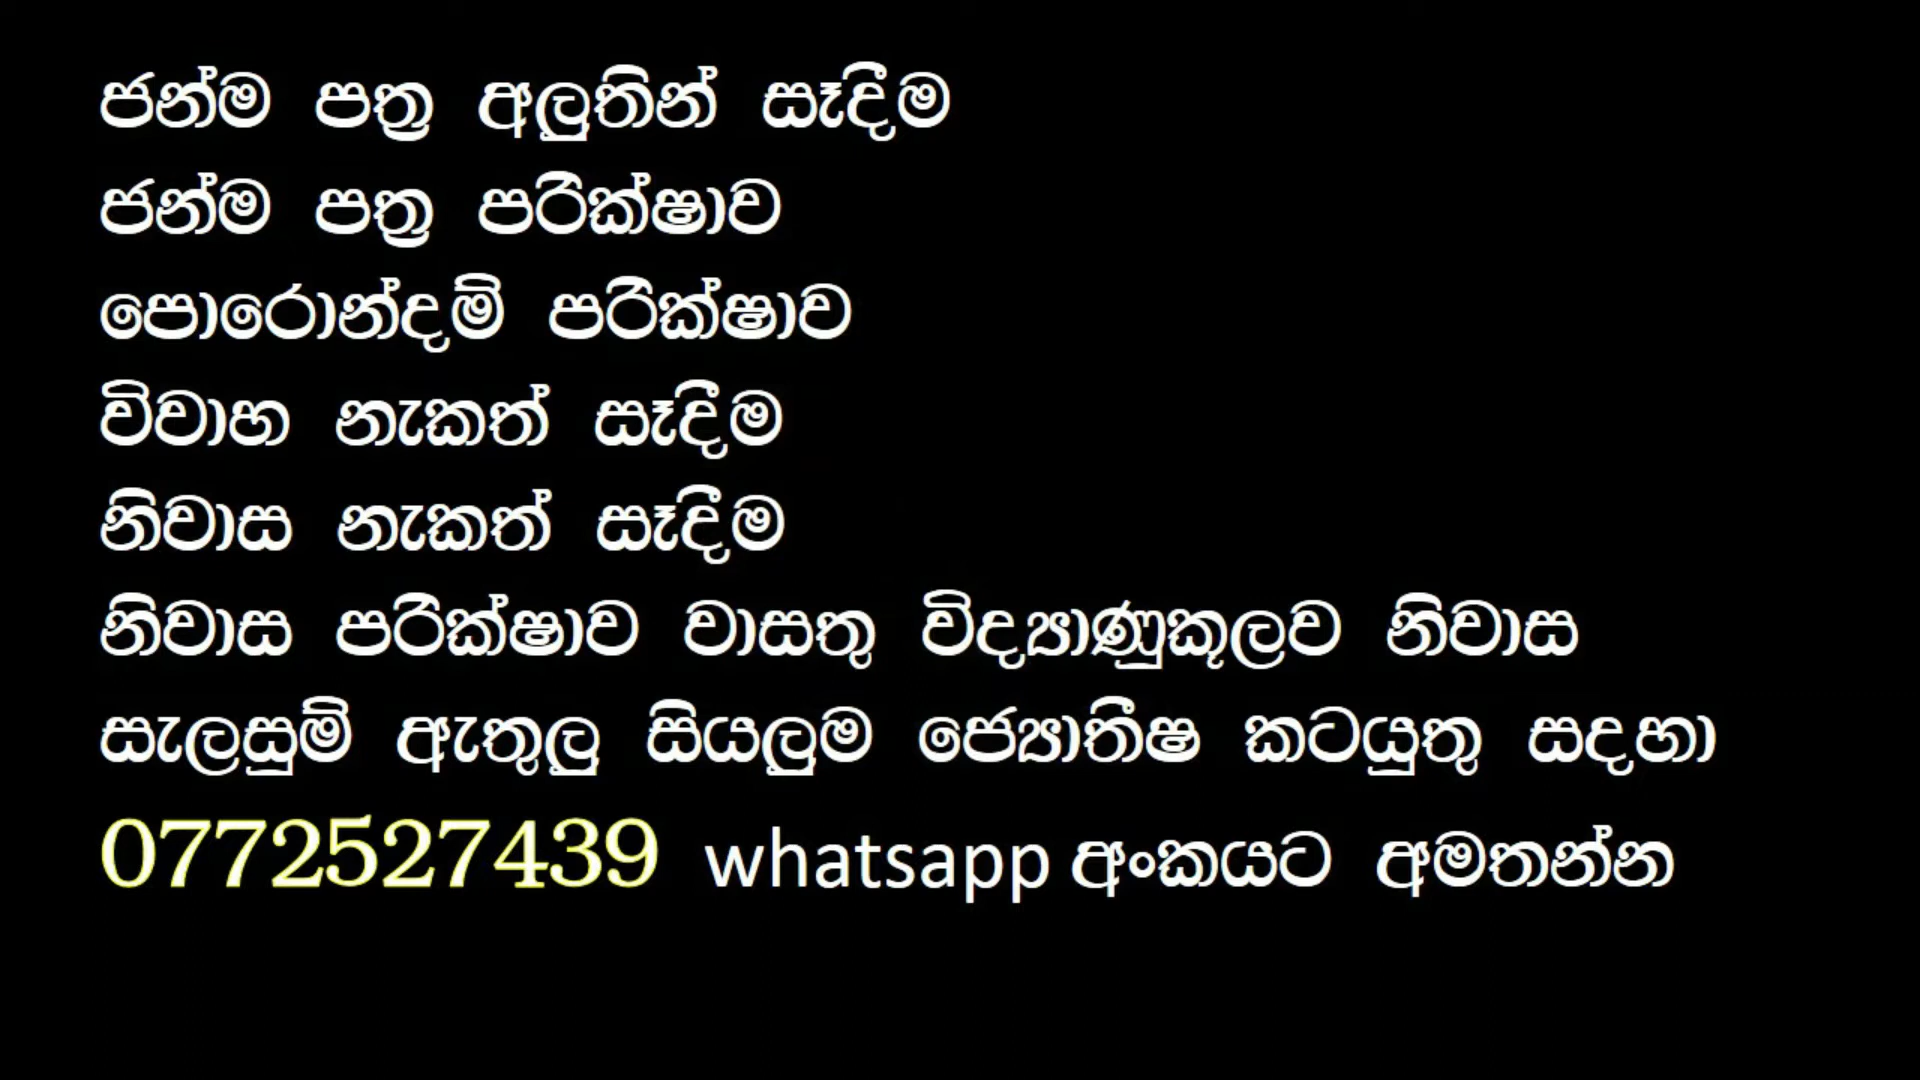 ජන්ම පත්‍ර අලුතින් සෑදීම
ජන්ම පත්‍ර පරීක්ෂාව
පොරොන්දම් පරීක්ෂාව
විවාහ නැකත් සෑදීම
නිවාස නැකත් සෑදීම
නිවාස පරීක්ෂාව වාසතු විද්‍යාණුකූලව නිවාස
සැලසුම් ඇතුලු සියලුම ජ්‍යොතීෂ කටයුතු සදහා
0772527439 whatsapp අංකයට අමතන්න